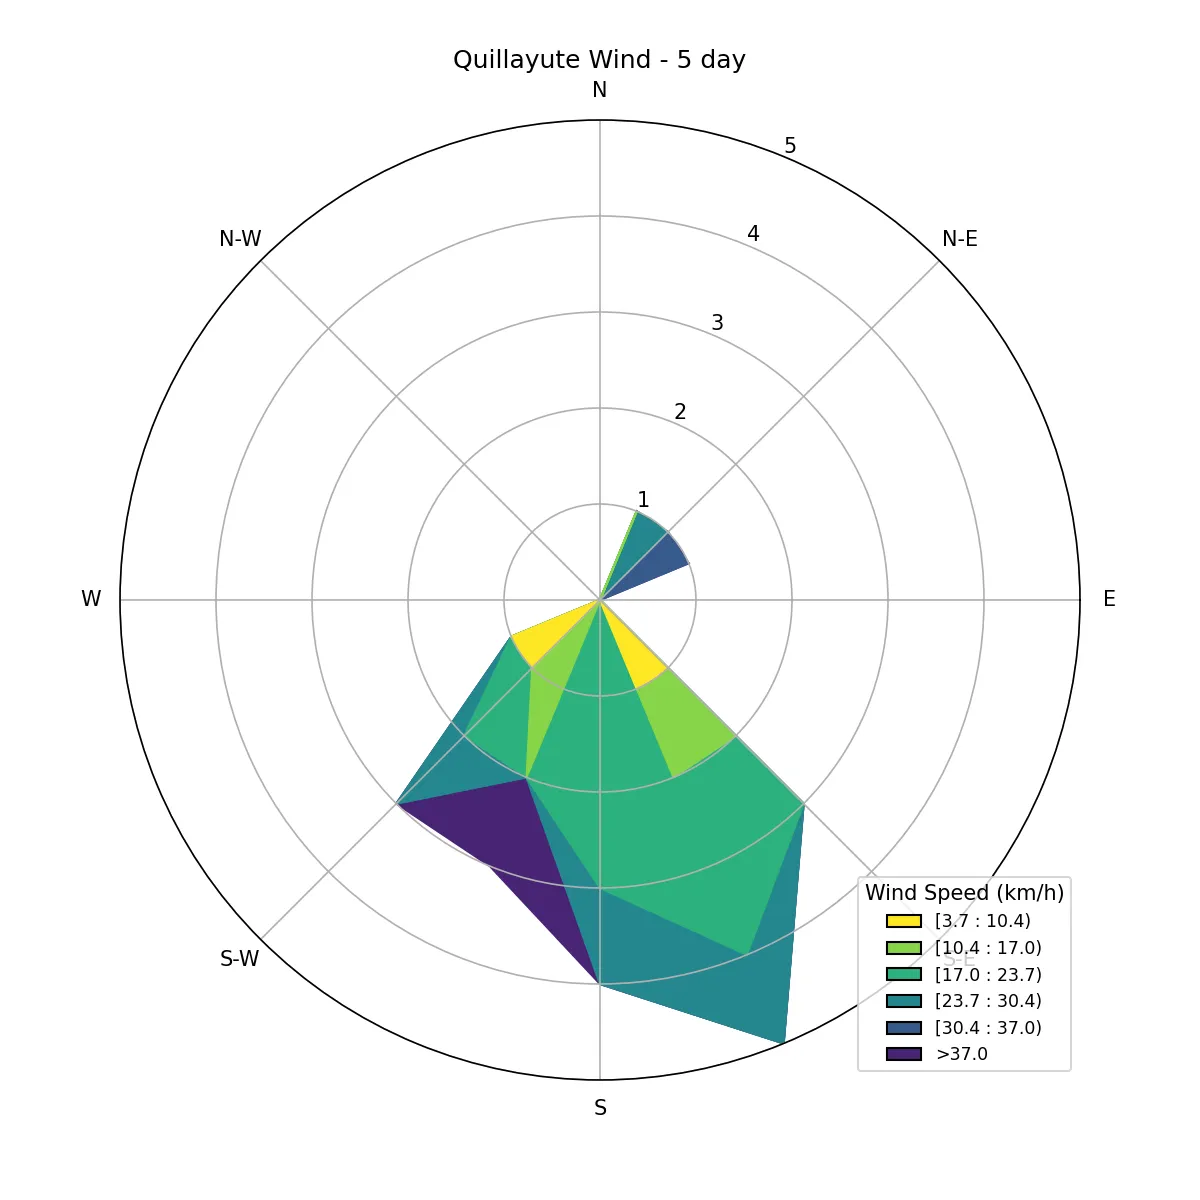 Quillayute Wind - 5 day
N
5
N-W
N-E
4
3
2
1
W
E
Wind Speed (km/h)
[3.7 : 10.4)
[10.4 : 17.0)
S-W
S-E
[17.0 : 23.7)
[23.7 : 30.4)
[30.4 : 37.0)
>37.0
S